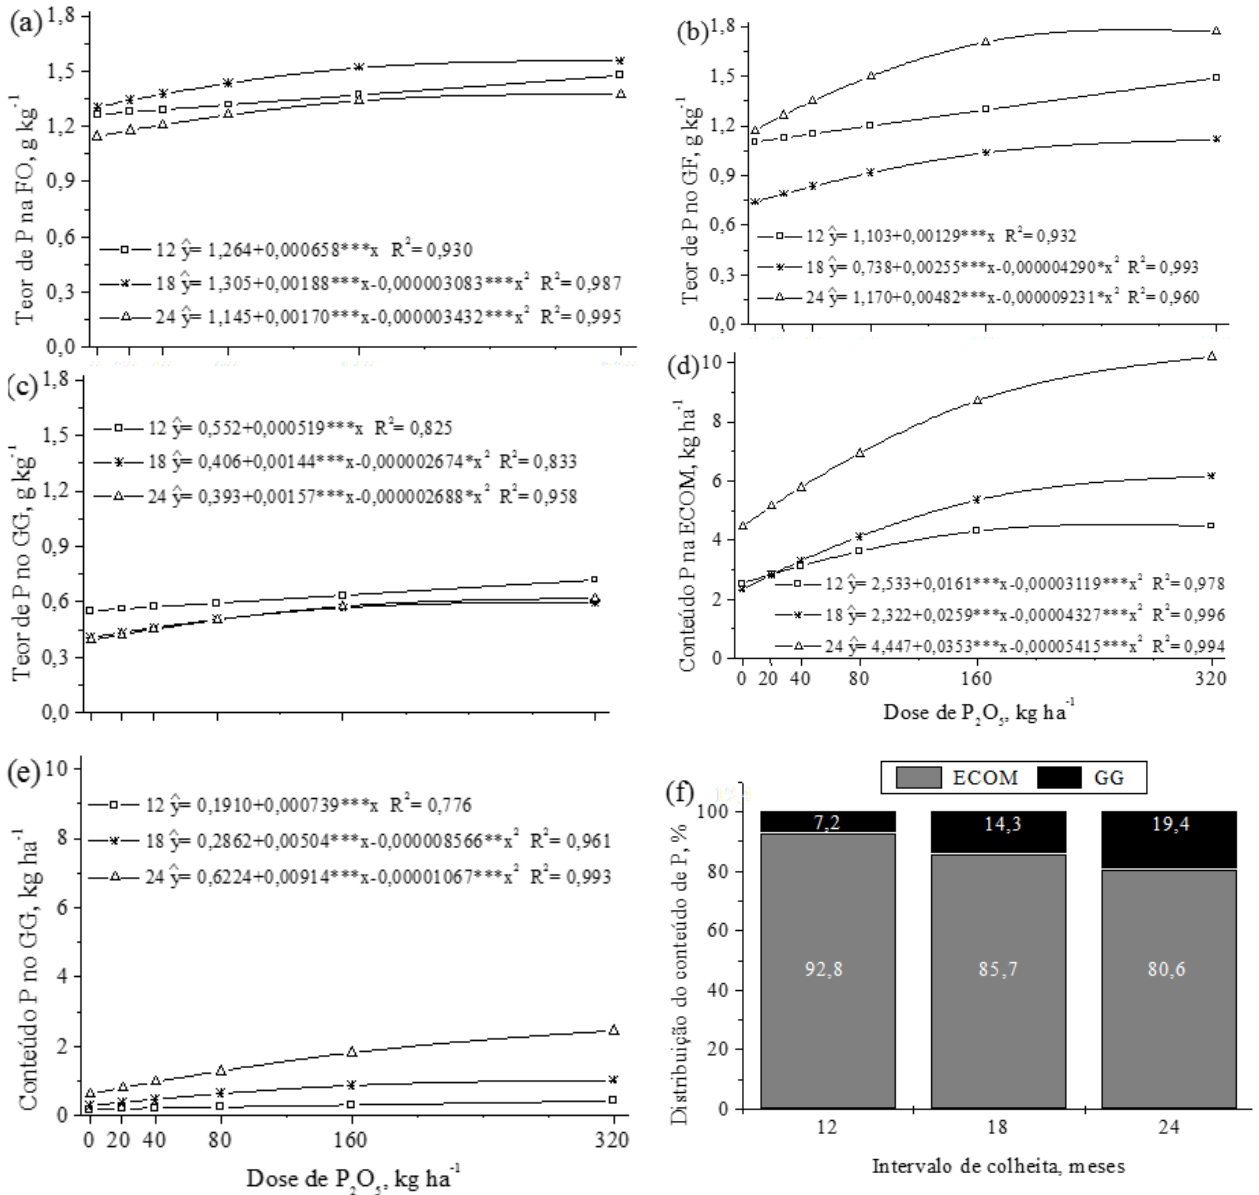 (a)
1,8
1,5
1,2
0,9
0,6
0,3
0,0
Teor de P na FO, g kg⁻¹
12 ŷ= 1,264+0,000658***x R²= 0,930
18 ŷ= 1,305+0,00188***x-0,000003083***x² R²= 0,987
24 ŷ= 1,145+0,00170***x-0,000003432***x² R²= 0,995
(b)
1,8
1,5
1,2
0,9
0,6
0,3
0,0
Teor de P no GF, g kg⁻¹
12 ŷ= 1,103+0,00129***x R²= 0,932
18 ŷ= 0,738+0,00255***x-0,000004290*x² R²= 0,993
24 ŷ= 1,170+0,00482***x-0,000009231*x² R²= 0,960
(c)
1,8
1,5
1,2
0,9
0,6
0,3
0,0
Teor de P no GG, g kg⁻¹
12 ŷ= 0,552+0,000519***x R²= 0,825
18 ŷ= 0,406+0,00144***x-0,000002674*x² R²= 0,833
24 ŷ= 0,393+0,00157***x-0,000002688*x² R²= 0,958
(d)
10
8
6
4
2
0
Conteúdo P na ECOM, kg ha⁻¹
12 ŷ= 2,533+0,0161***x-0,00003119***x² R²= 0,978
18 ŷ= 2,322+0,0259***x-0,00004327***x² R²= 0,996
24 ŷ= 4,447+0,0353***x-0,00005415***x² R²= 0,994
0 20 40 80 160 320
Dose de P₂O₅, kg ha⁻¹
(e)
10
8
6
4
2
0
Conteúdo P no GG, kg ha⁻¹
12 ŷ= 0,1910+0,000739***x R²= 0,776
18 ŷ= 0,2862+0,00504***x-0,000008566**x² R²= 0,961
24 ŷ= 0,6224+0,00914***x-0,00001067***x² R²= 0,993
0 20 40 80 160 320
Dose de P₂O₅, kg ha⁻¹
(f)
ECOM GG
100
80
60
40
20
0
Distribuição do conteúdo de P, %
7,2 14,3 19,4
92,8 85,7 80,6
12 18 24
Intervalo de colheita, meses